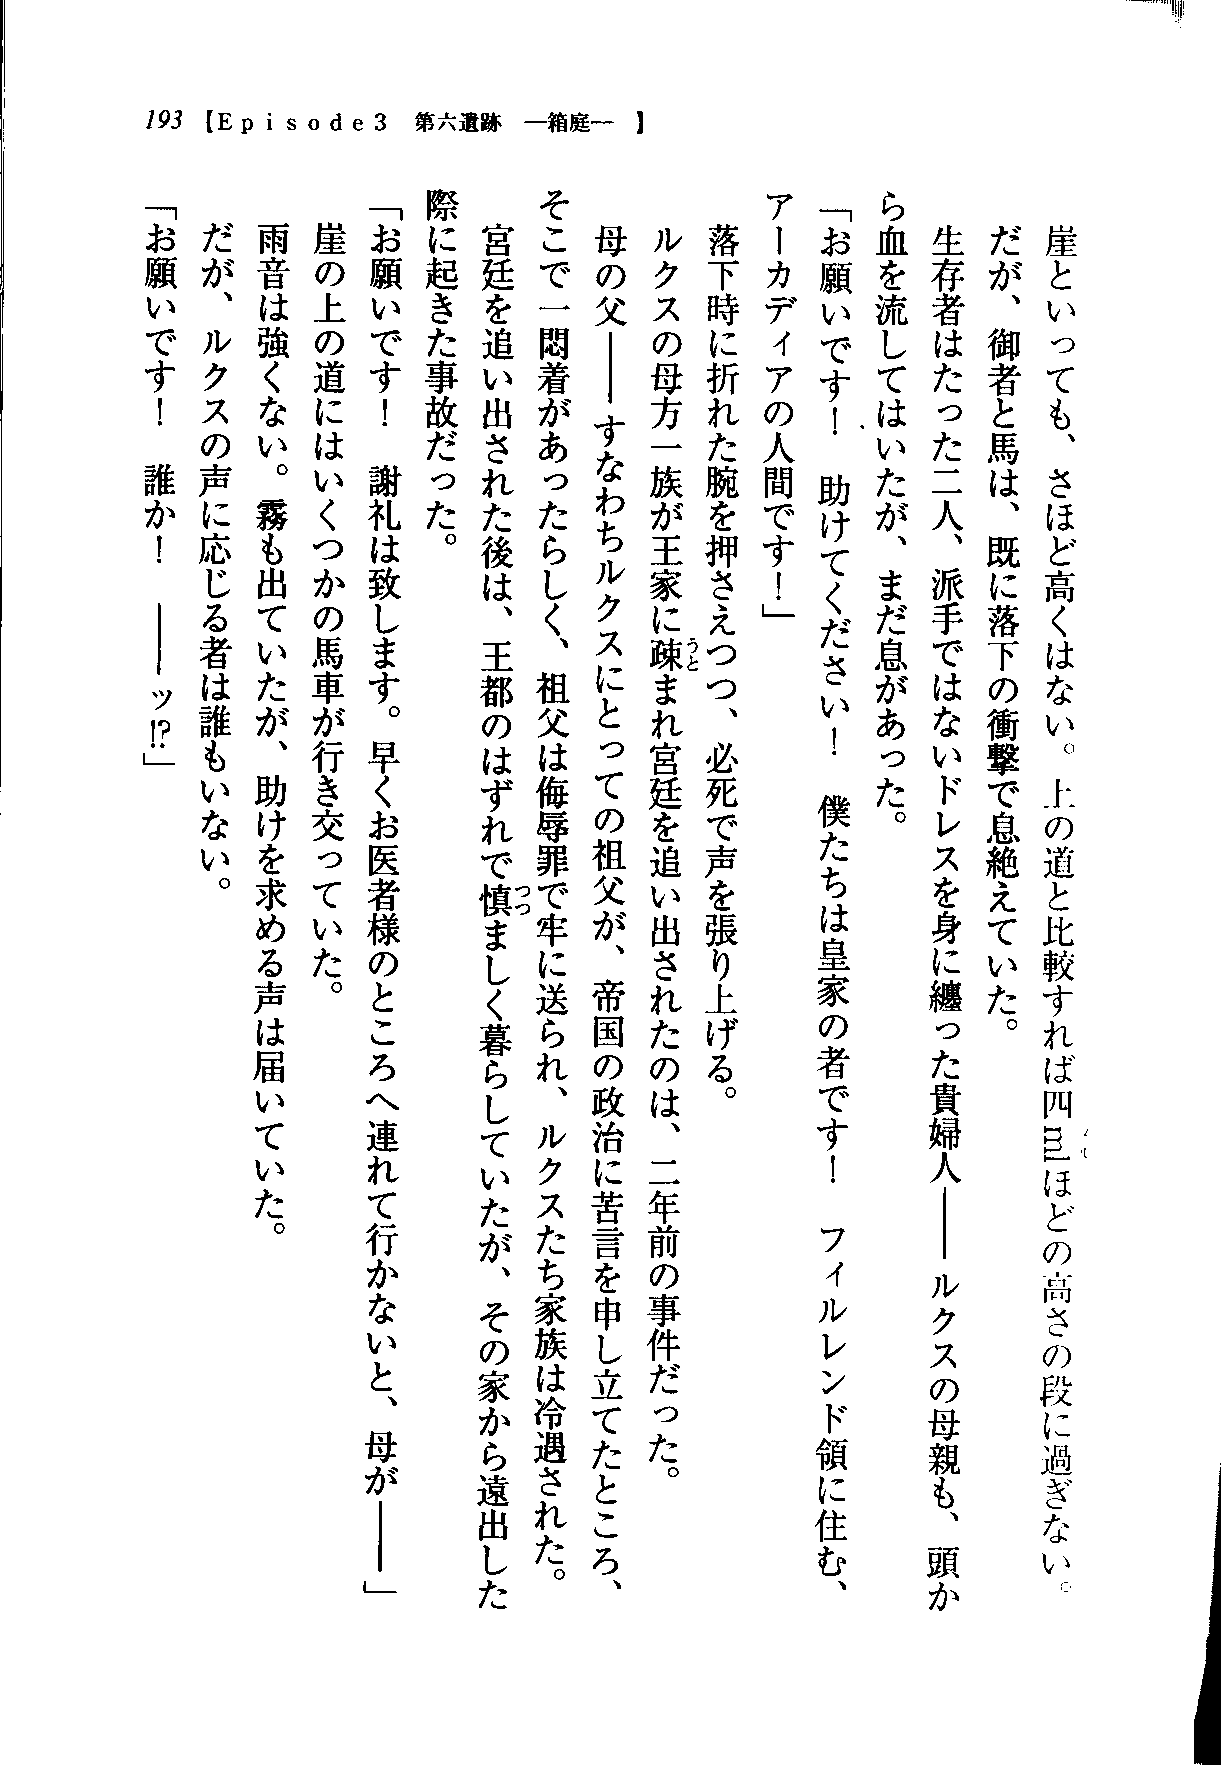 193 【Ｅｐｉｓｏｄｅ３　第六遺跡　―箱庭―　】
　崖といっても、さほど高くはない。上の道と比較すれば四mlほどの高さの段に過ぎない。
　だが、御者と馬は、既に落下の衝撃で息絶えていた。
　生存者はたった二人、派手ではないドレスを身に纏った貴婦人――ルクスの母親も、頭か
ら血を流してはいたが、まだ息があった。
「お願いです！　助けてください！　僕たちは皇家の者です！　フィルレンド領に住む、
アーカディアの人間です！」
　落下時に折れた腕を押さえつつ、必死で声を張り上げる。
　ルクスの母方一族が王家に疎まれ宮廷を追い出されたのは、二年前の事件だった。
　母の父――すなわちルクスにとっての祖父が、帝国の政治に苦言を申し立てたところ、
そこで一悶着があったらしく、祖父は侮辱罪で牢に送られ、ルクスたち家族は冷遇された。
　宮廷を追い出された後は、王都のはずれで慎ましく暮らしていたが、その家から遠出した
際に起きた事故だった。
「お願いです！　謝礼は致します。早くお医者様のところへ連れて行かないと、母が――」
　崖の上の道にはいくつかの馬車が行き交っていた。
　雨音は強くない。霧も出ていたが、助けを求める声は届いていた。
　だが、ルクスの声に応じる者は誰もいない。
「お願いです！　誰か！　――ッ!?」